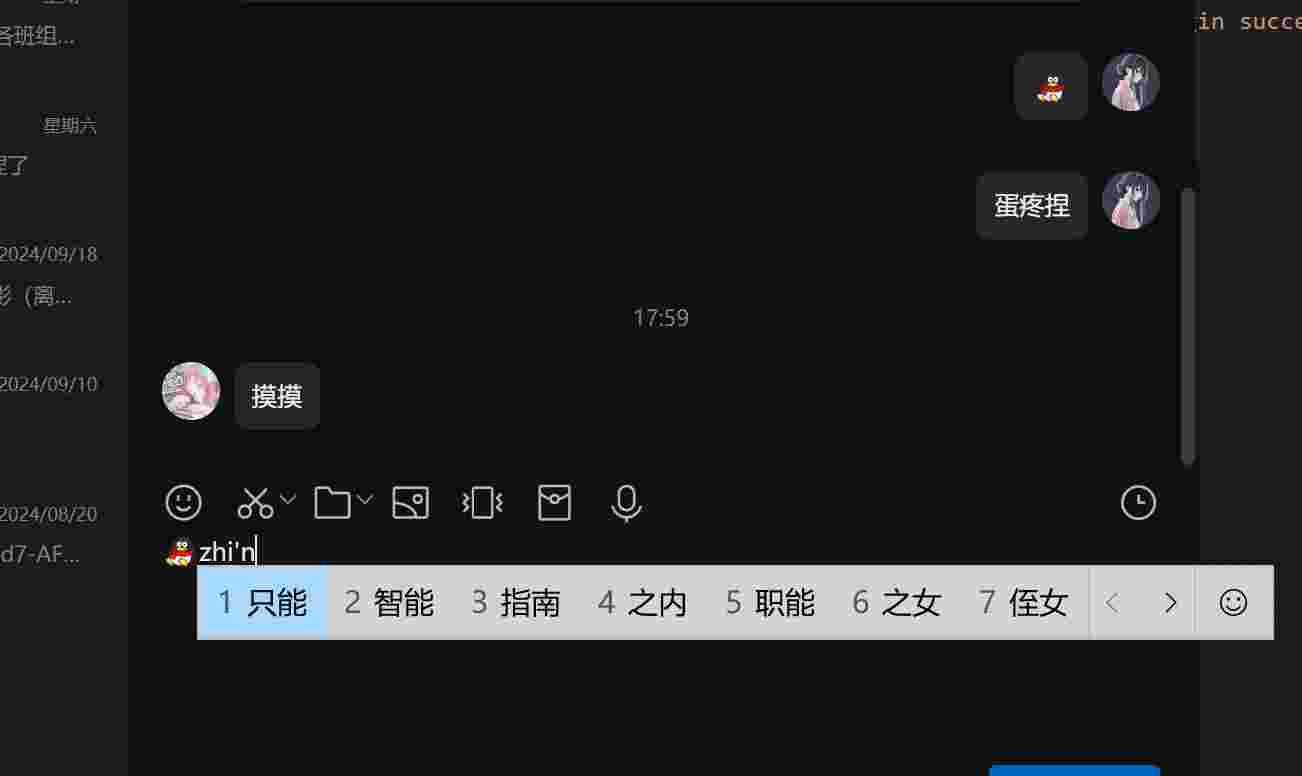 各班组...
星期六
捏了
2024/09/18
影（离...
2024/09/10
2024/08/20
d7-AF...
in succe
蛋疼捏
17:59
摸摸
zhi'n
1 只能 2 智能 3 指南 4 之内 5 职能 6 之女 7 侄女